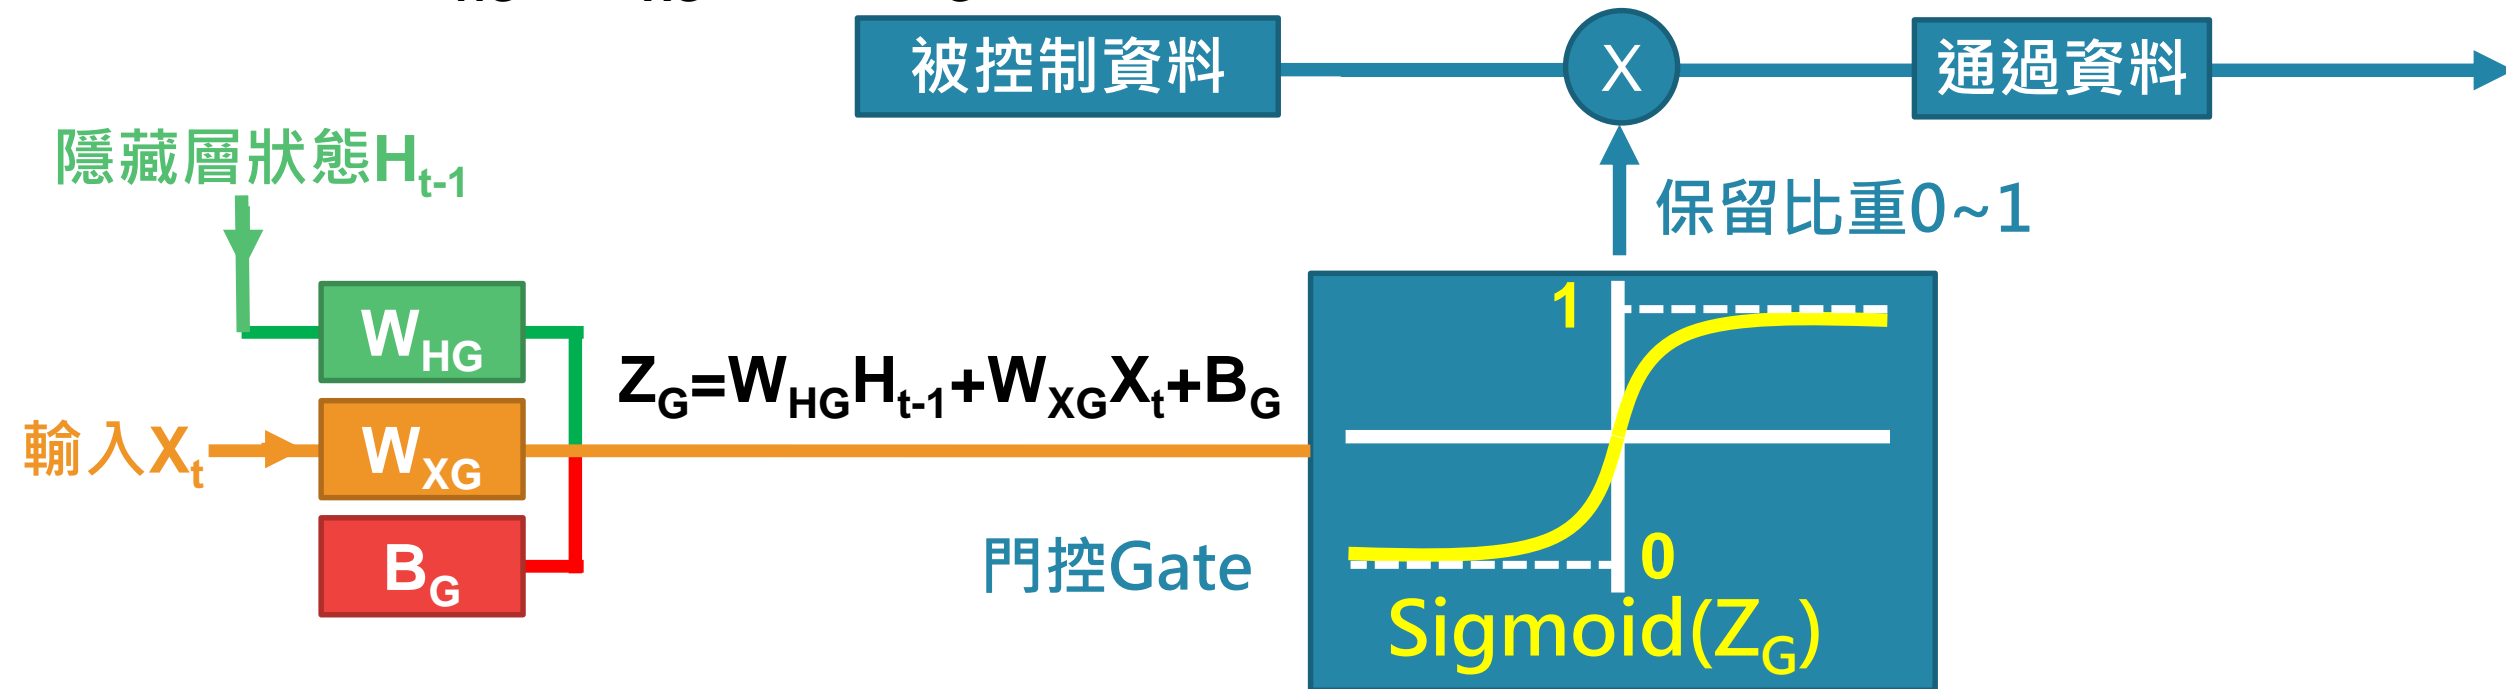 被控制資料
X
通過資料
隱藏層狀態Ht-1
保留比重0~1
1
WHG
ZG=WHGHt-1+WXGXt+BG
輸入Xt
WXG
門控Gate
0
BG
Sigmoid(ZG)